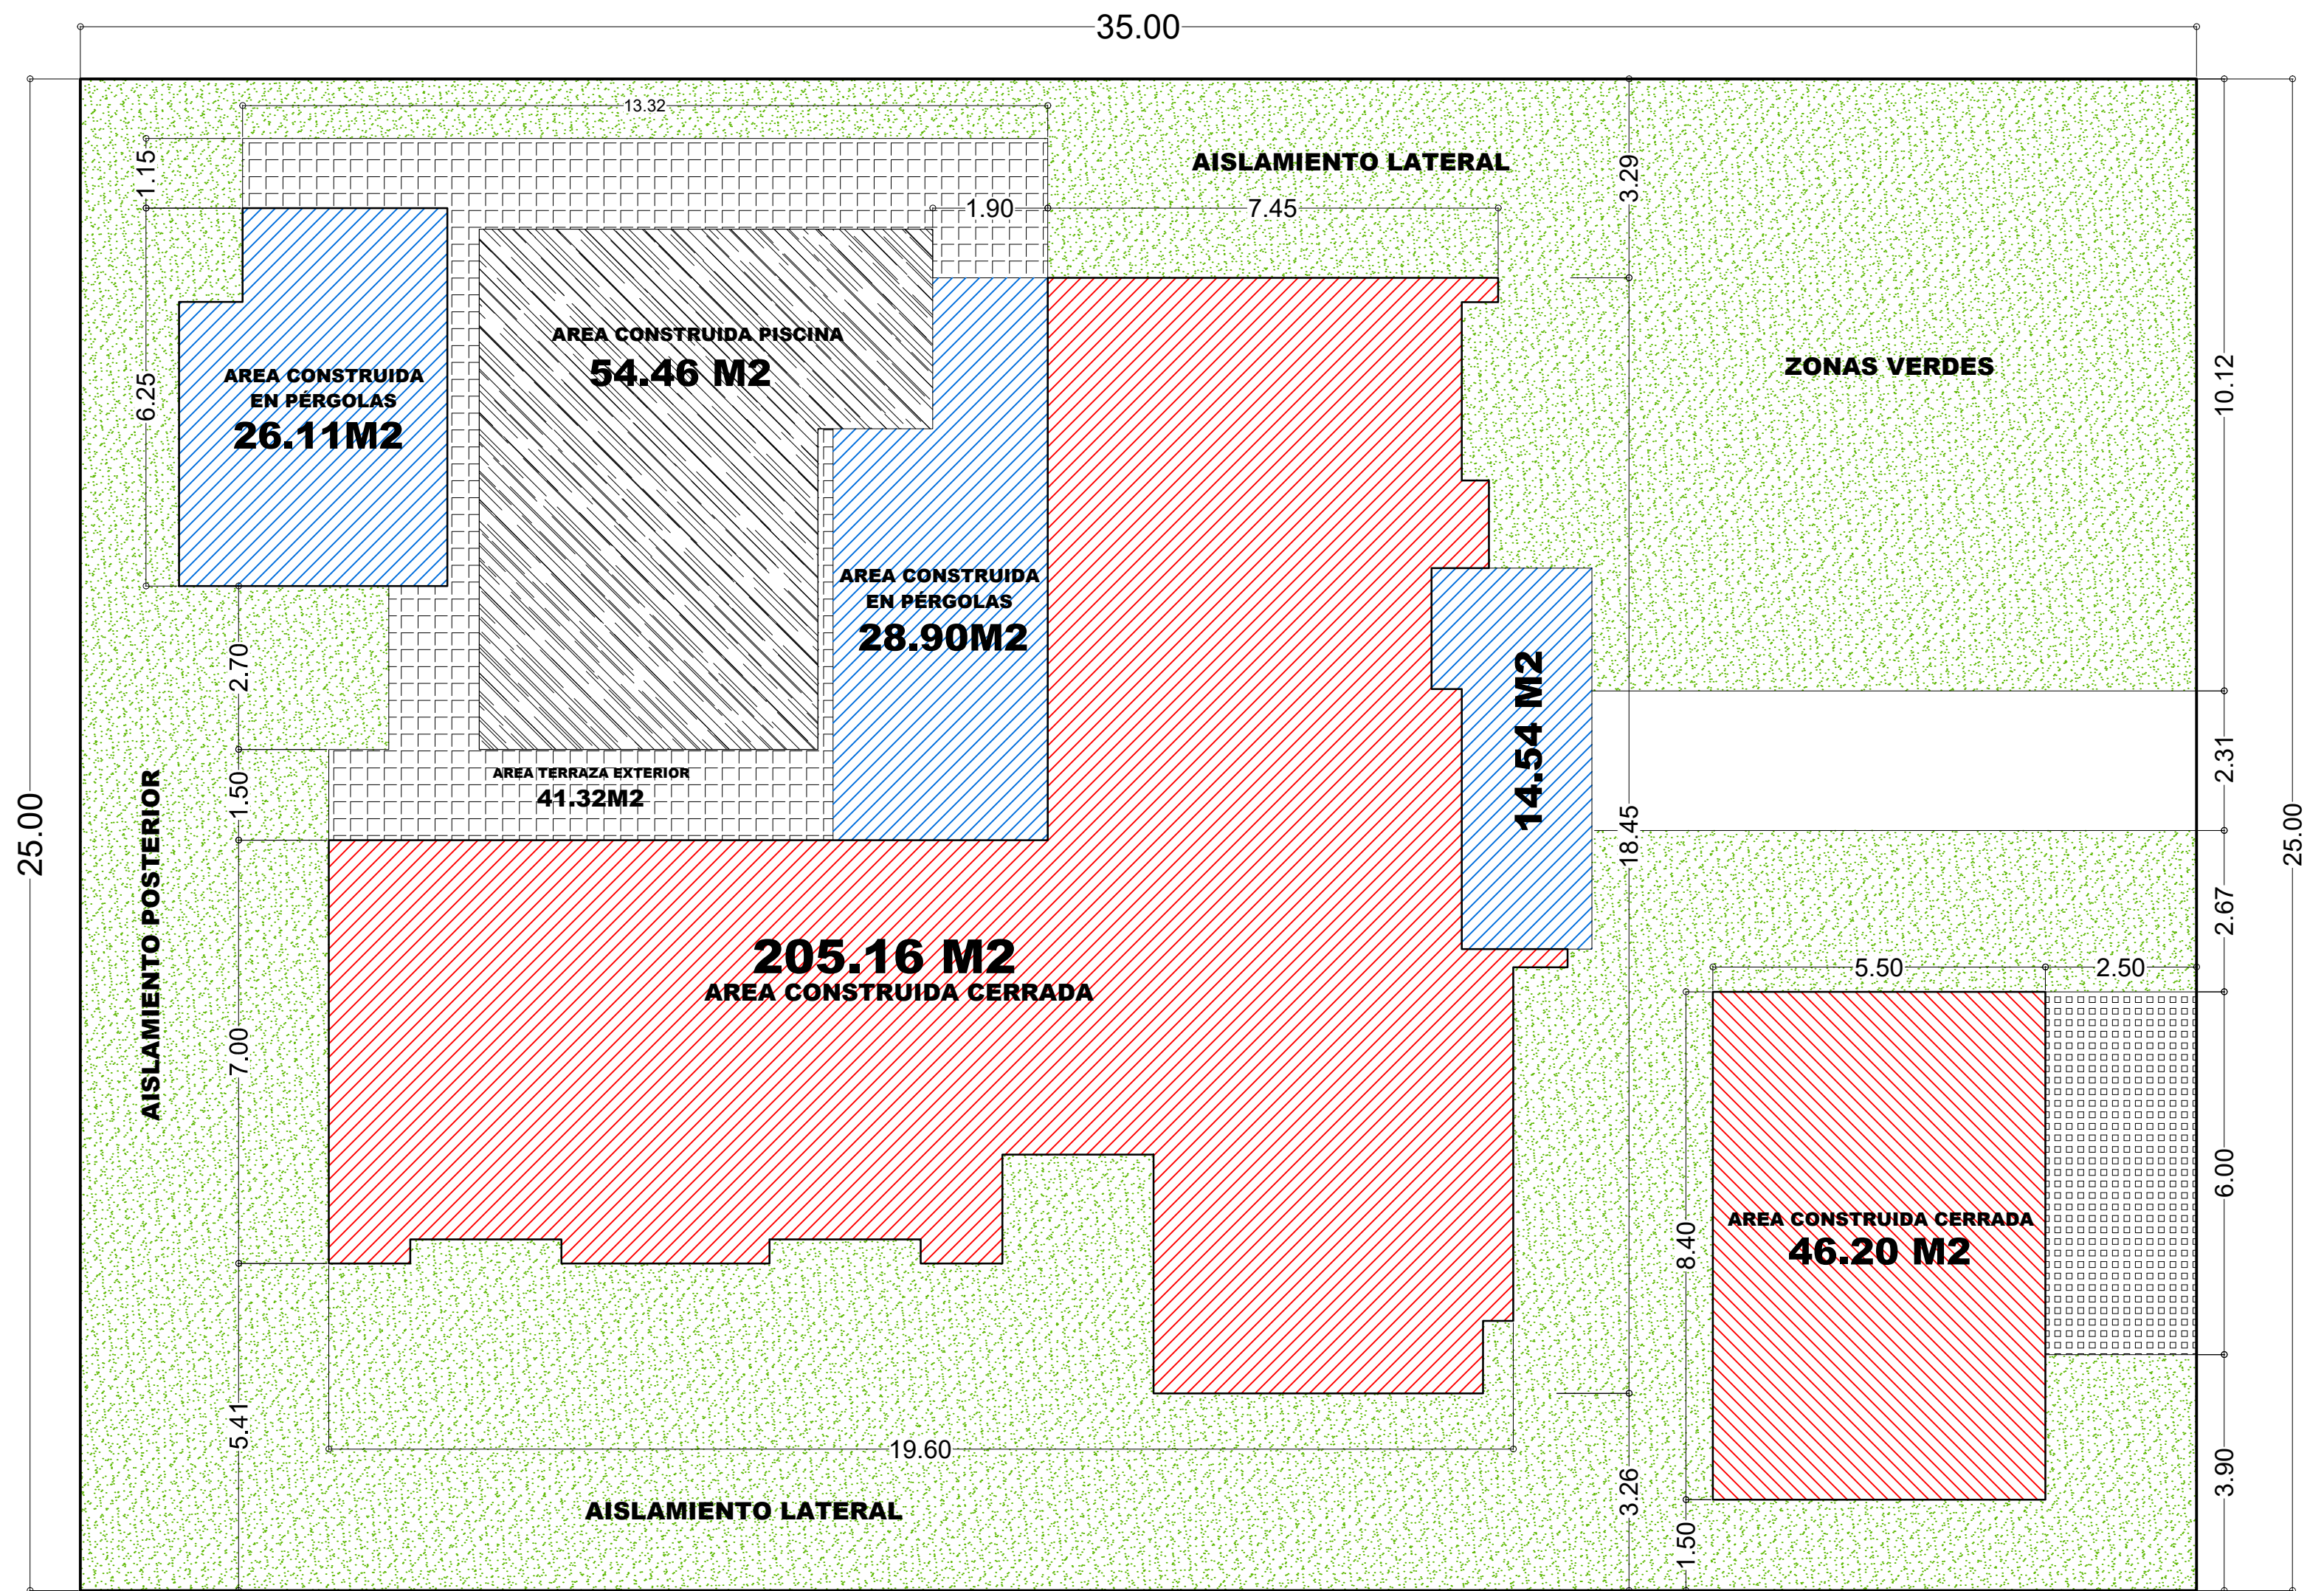 35.00
13.32
1.15
AISLAMIENTO LATERAL
3.29
1.90
7.45
AREA CONSTRUIDA PISCINA
54.46 M2
ZONAS VERDES
AREA CONSTRUIDA
EN PÉRGOLAS
26.11M2
6.25
10.12
AREA CONSTRUIDA
EN PÉRGOLAS
28.90M2
2.70
14.54 M2
2.31
AREA TERRAZA EXTERIOR
41.32M2
1.50
25.00
18.45
25.00
AISLAMIENTO POSTERIOR
2.67
205.16 M2
AREA CONSTRUIDA CERRADA
5.50
2.50
7.00
6.00
AREA CONSTRUIDA CERRADA
46.20 M2
8.40
5.41
19.60
3.26
3.90
AISLAMIENTO LATERAL
1.50